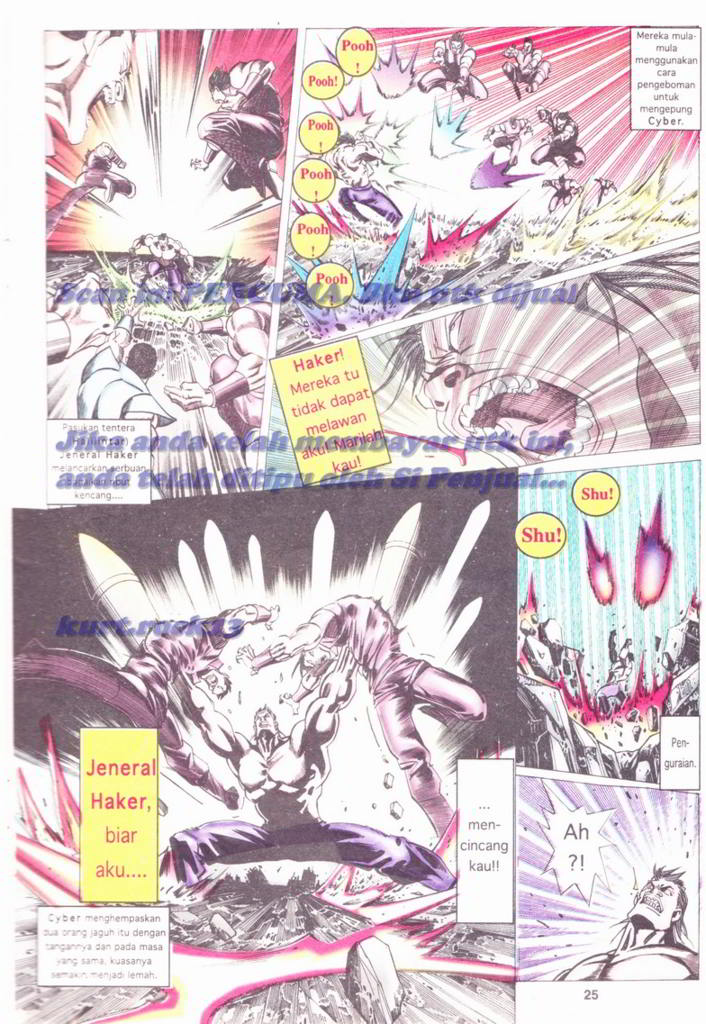 Pooh
!
Pooh!
Pooh
!
Pooh
!
Pooh
!
Pooh
!
Mereka mula-
mula
menggunakan
cara
pengeboman
untuk
mengepung
Cyber.
Scan ini PERCUMA, utk dijual
Haker!
Mereka tu
tidak dapat
melawan
aku! Marilah
kau!
Pasukan tentera
Jeneral Haker
melancarkan serbuan
ribut
kencang....
Jika anda telah membayar utk ini,
anda telah ditipu oleh Si Penjual...
Shu!
Shu!
kurt.rock13
Pen-
guraian.
Jeneral
Haker,
biar
aku....
...
men-
cincang
kau!!
Ah
?!
Cyber menghempaskan
dua orang jaguh itu dengan
tangannya dan pada masa
yang sama, kuasanya
semakin menjadi lemah.
25